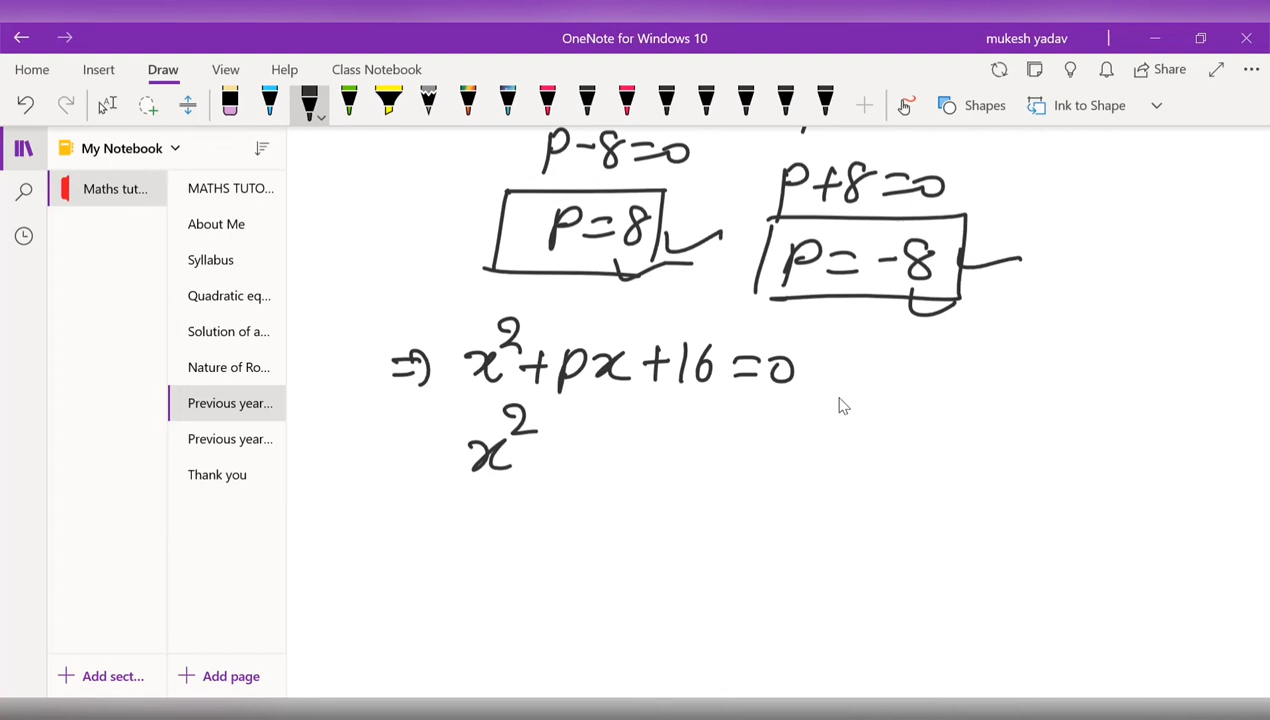 OneNote for Windows 10
mukesh yadav
Home Insert Draw View Help Class Notebook
Share
Shapes
Ink to Shape
My Notebook
Maths tut...
MATHS TUTO...
About Me
Syllabus
Quadratic eq...
Solution of a...
Nature of Ro...
Previous year...
Previous year...
Thank you
Add sect...
Add page
p-8=0
p=8
p+8=0
p=-8
⇒ x²+px+16=0
x²